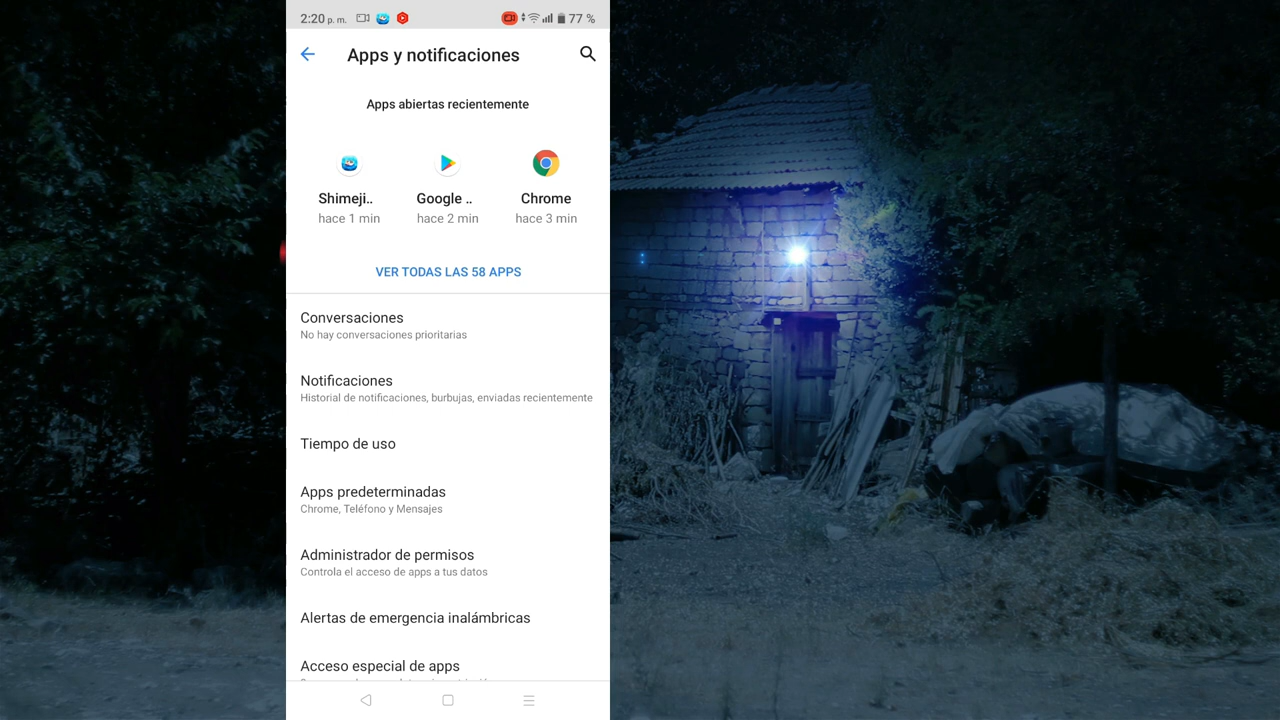 2:20 p. m. 77 %
Apps y notificaciones
Apps abiertas recientemente
Shimeji.. Google .. Chrome
hace 1 min hace 2 min hace 3 min
VER TODAS LAS 58 APPS
Conversaciones
No hay conversaciones prioritarias
Notificaciones
Historial de notificaciones, burbujas, enviadas recientemente
Tiempo de uso
Apps predeterminadas
Chrome, Teléfono y Mensajes
Administrador de permisos
Controla el acceso de apps a tus datos
Alertas de emergencia inalámbricas
Acceso especial de apps